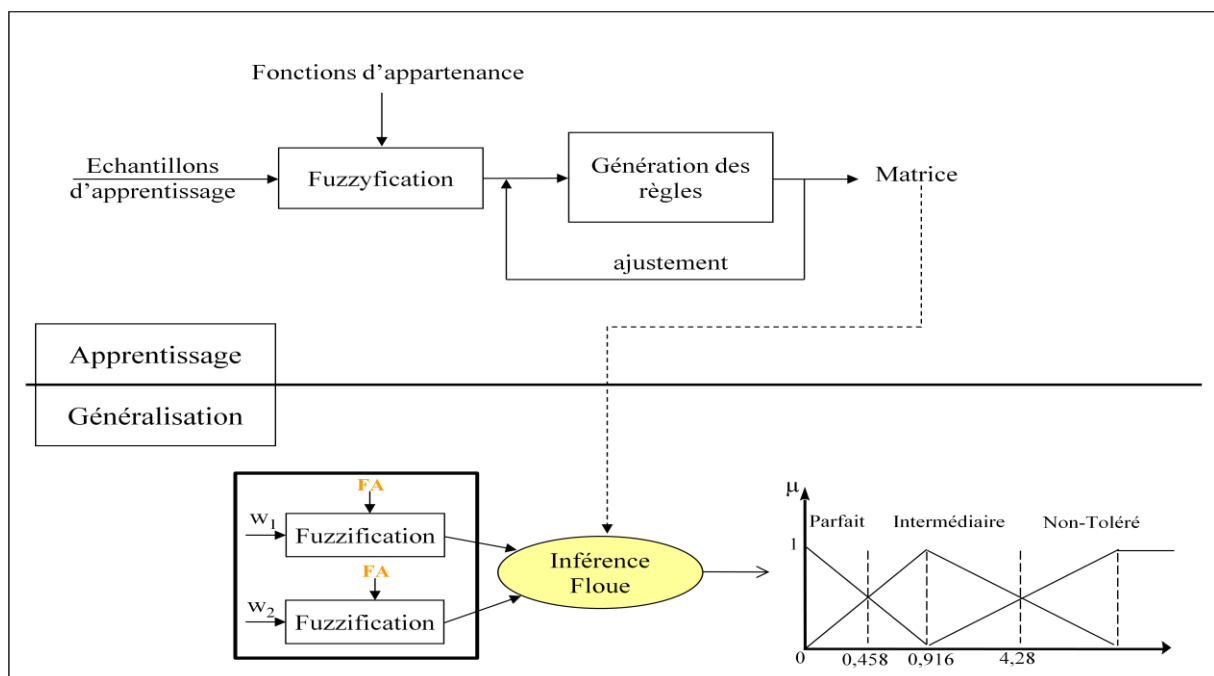 Fonctions d'appartenance
Echantillons
d'apprentissage
Fuzzyfication
Génération des
règles
Matrice
ajustement
Apprentissage
Généralisation
FA
w1
Fuzzification
FA
w2
Fuzzification
Inférence
Floue
μ
Parfait
Intermédiaire
Non-Toléré
1
0
0,458
0,916
4,28